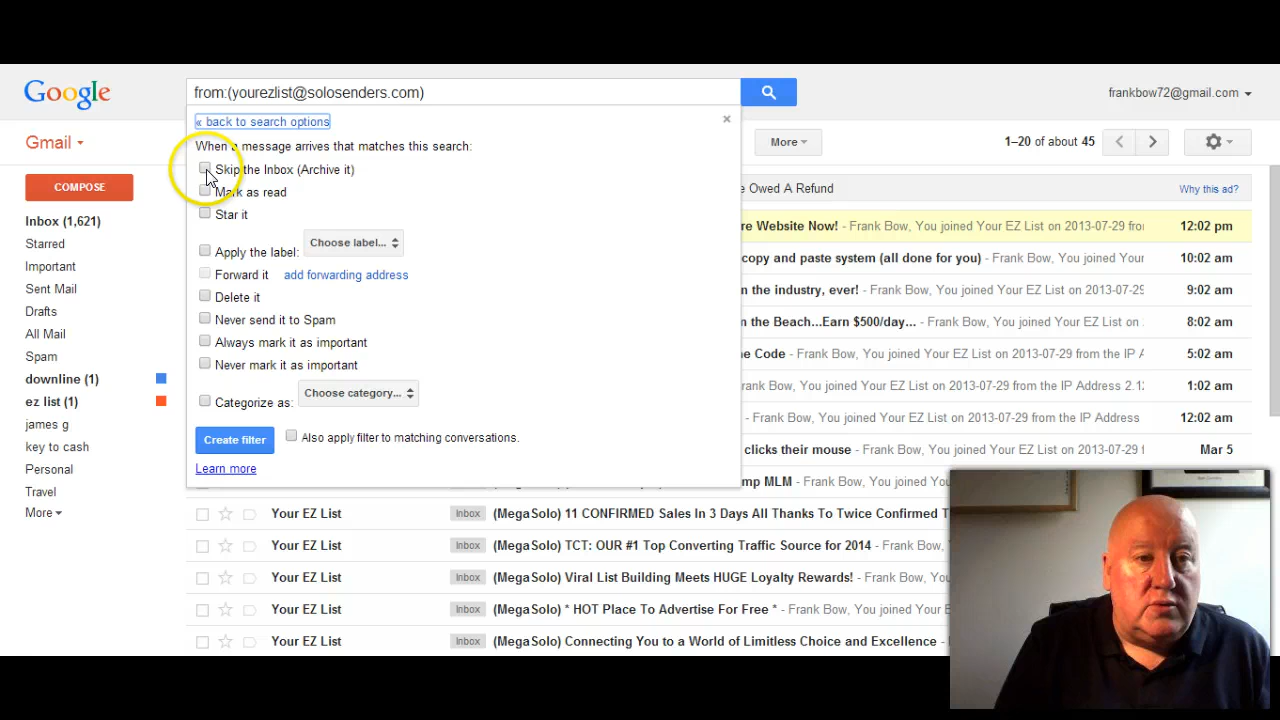 Google
from:(yourezlist@solosenders.com)
frankbow72@gmail.com
« back to search options
Gmail
When a message arrives that matches this search:
More
1–20 of about 45
Skip the Inbox (Archive it)
COMPOSE
Mark as read
e Owed A Refund
Why this ad?
Star it
Inbox (1,621)
re Website Now! - Frank Bow, You joined Your EZ List on 2013-07-29 from
12:02 pm
Starred
Apply the label:
Choose label...
copy and paste system (all done for you) - Frank Bow, You joined Your
10:02 am
Important
Forward it
add forwarding address
Sent Mail
Delete it
n the industry, ever! - Frank Bow, You joined Your EZ List on 2013-07-29
9:02 am
Drafts
Never send it to Spam
n the Beach...Earn $500/day... - Frank Bow, You joined Your EZ List on
8:02 am
All Mail
Always mark it as important
Spam
Never mark it as important
ne Code - Frank Bow, You joined Your EZ List on 2013-07-29 from the IP A
5:02 am
downline (1)
- Frank Bow, You joined Your EZ List on 2013-07-29 from the IP Address 2.12
1:02 am
ez list (1)
Categorize as:
Choose category...
- Frank Bow, You joined Your EZ List on 2013-07-29 from the IP Address
12:02 am
james g
Create filter
Also apply filter to matching conversations.
key to cash
clicks their mouse - Frank Bow, You joined Your EZ List on 2013-07-29 f
Mar 5
Personal
Learn more
Travel
mp MLM - Frank Bow, You joined Your EZ
More
Your EZ List
Inbox
(MegaSolo) 11 CONFIRMED Sales In 3 Days All Thanks To Twice Confirmed T
Your EZ List
Inbox
(MegaSolo) TCT: OUR #1 Top Converting Traffic Source for 2014 - Frank Bow,
Your EZ List
Inbox
(MegaSolo) Viral List Building Meets HUGE Loyalty Rewards! - Frank Bow, Y
Your EZ List
Inbox
(MegaSolo) * HOT Place To Advertise For Free * - Frank Bow, You joined You
Your EZ List
Inbox
(MegaSolo) Connecting You to a World of Limitless Choice and Excellence -